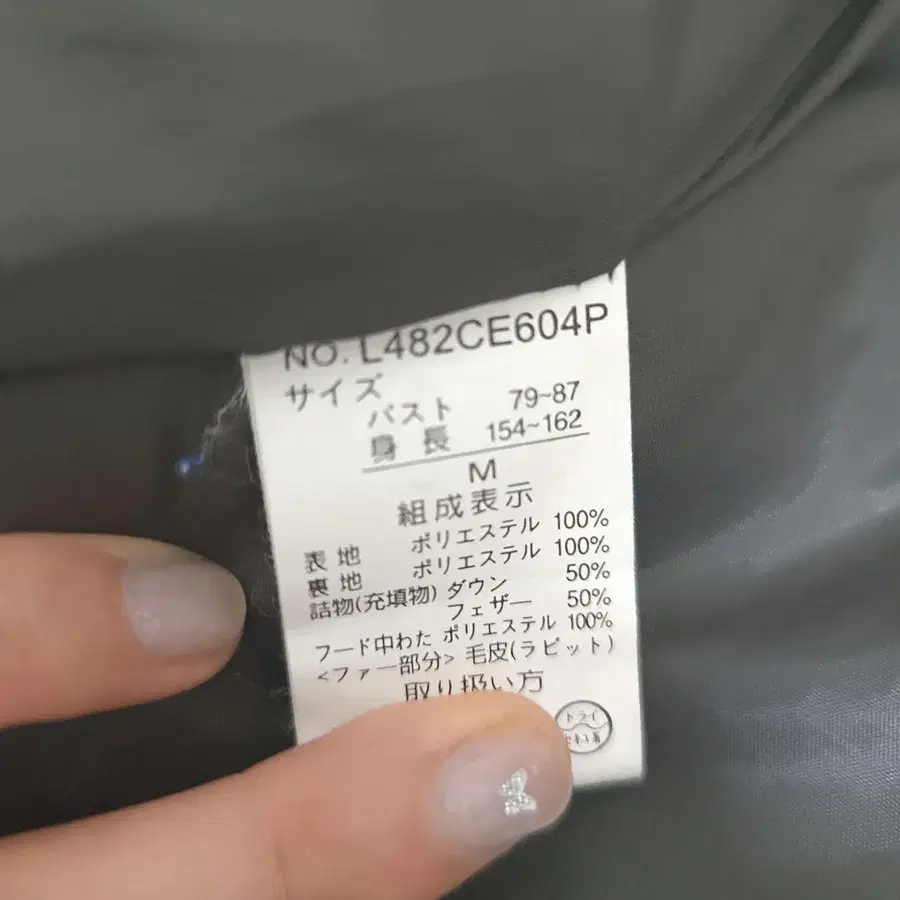 NO. L482CE604P
サイズ
バスト 79~87
身長 154~162
M
組成表示
表地 ポリエステル 100%
裏地 ポリエステル 100%
詰物(充填物) ダウン 50%
フェザー 50%
フード中わた ポリエステル 100%
<ファー部分> 毛皮(ラビット)
取り扱い方
ドライ